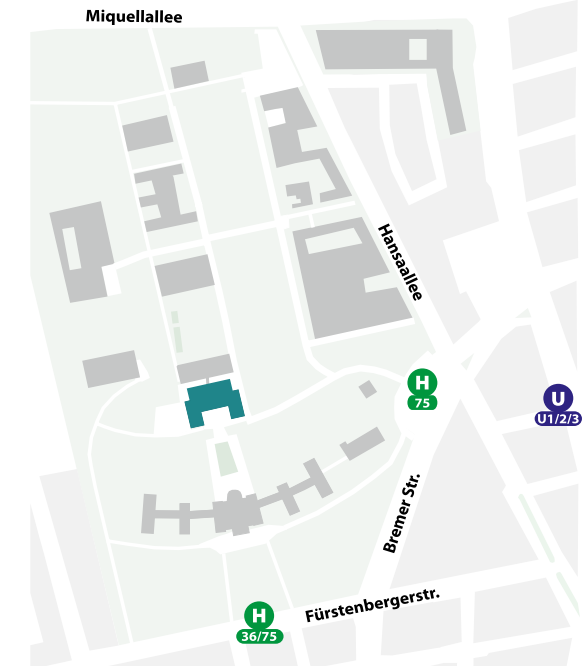 Miquellallee
Hansaallee
H
75
U
U1/2/3
Bremer Str.
Fürstenbergerstr.
H
36/75